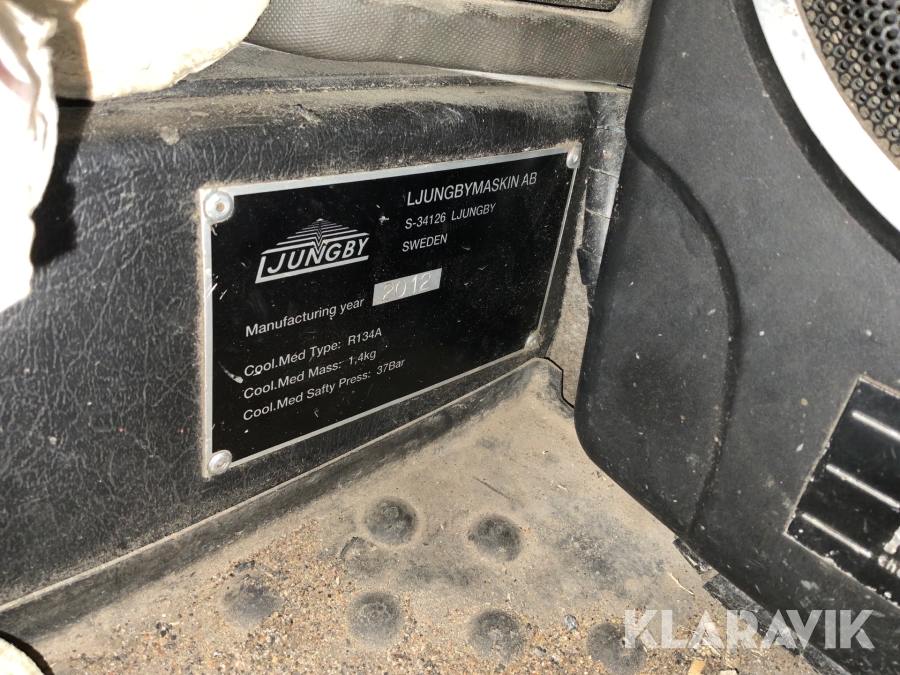 LJUNGBYMASKIN AB
S-34126 LJUNGBY
SWEDEN
LJUNGBY
Manufacturing year 2012
Cool.Med Type: R134A
Cool.Med Mass: 1,4kg
Cool.Med Safty Press: 37Bar
KLARAVIK